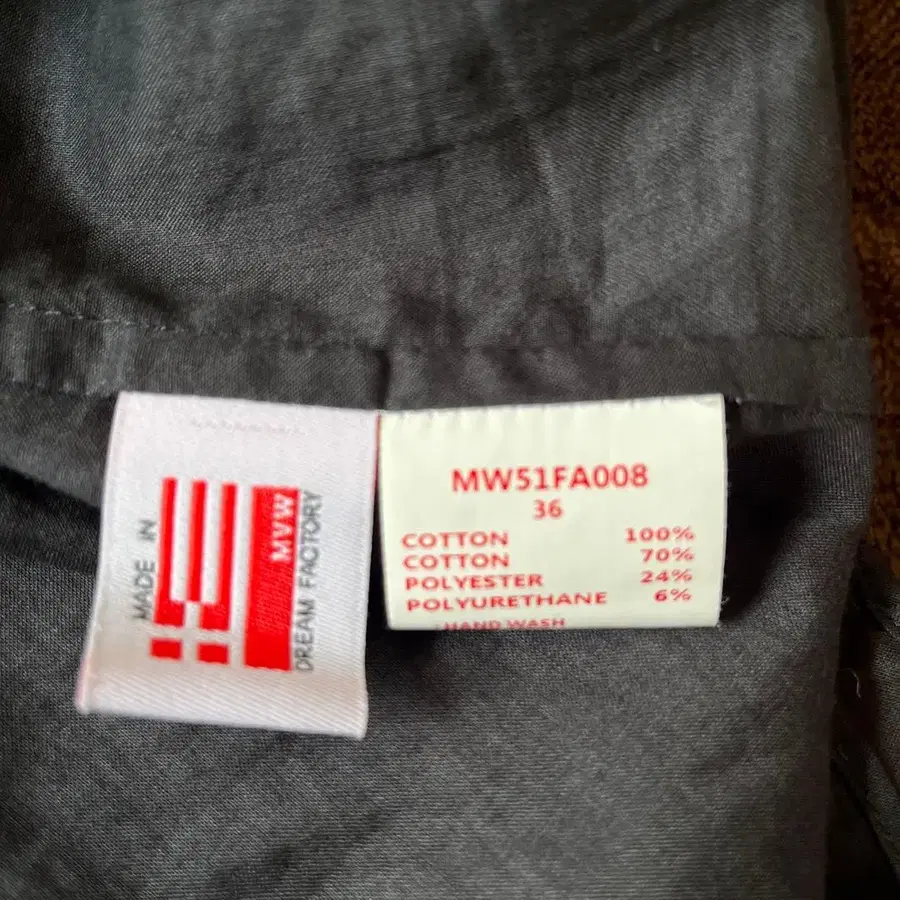 MADE IN
MVW
DREAM FACTORY
MW51FA008
36
COTTON 100%
COTTON 70%
POLYESTER 24%
POLYURETHANE 6%
HAND WASH